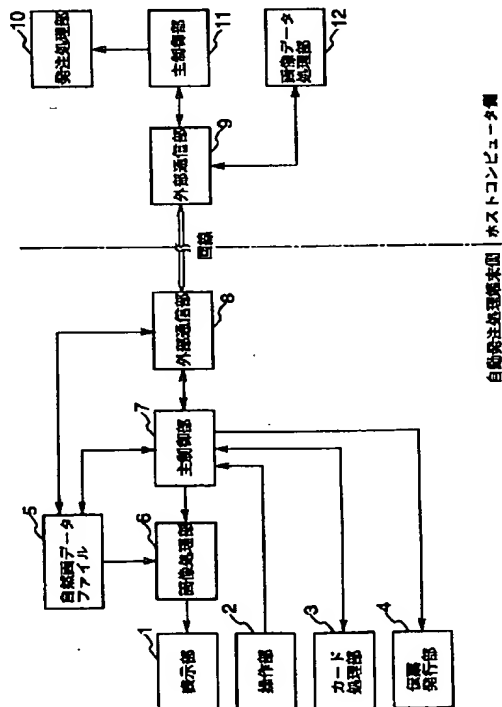 10
発注処理部
11
主制御部
12
画像データ
処理部
9
外部通信部
回線
ホストコンピュータ側
自動発注処理端末側
8
外部通信部
7
主制御部
5
自然画データ
ファイル
6
画像処理部
1
表示部
2
操作部
3
カード
処理部
4
伝票
発行部